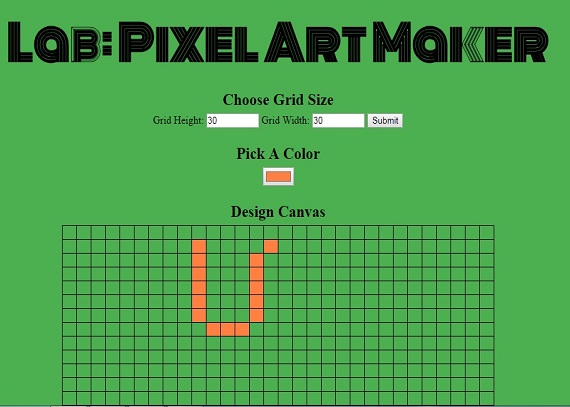 Lab: Pixel Art Maker
Choose Grid Size
Grid Height: 30 Grid Width: 30 Submit
Pick A Color
Design Canvas